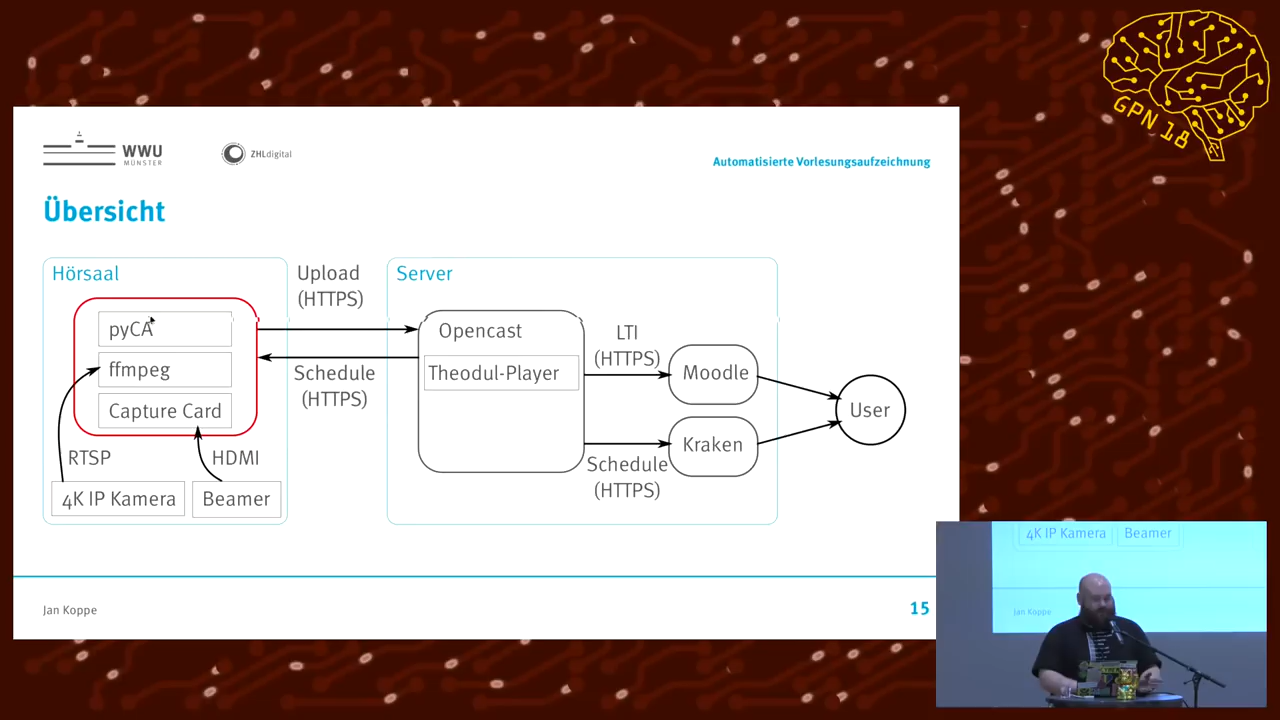 GPN 18
WWU
MÜNSTER
ZHLdigital
Automatisierte Vorlesungsaufzeichnung
Übersicht
Hörsaal
pyCA
ffmpeg
Capture Card
RTSP
HDMI
4K IP Kamera
Beamer
Upload
(HTTPS)
Schedule
(HTTPS)
Server
Opencast
Theodul-Player
LTI
(HTTPS)
Schedule
(HTTPS)
Moodle
Kraken
User
Jan Koppe
15
4K IP Kamera
Beamer
Jan Koppe